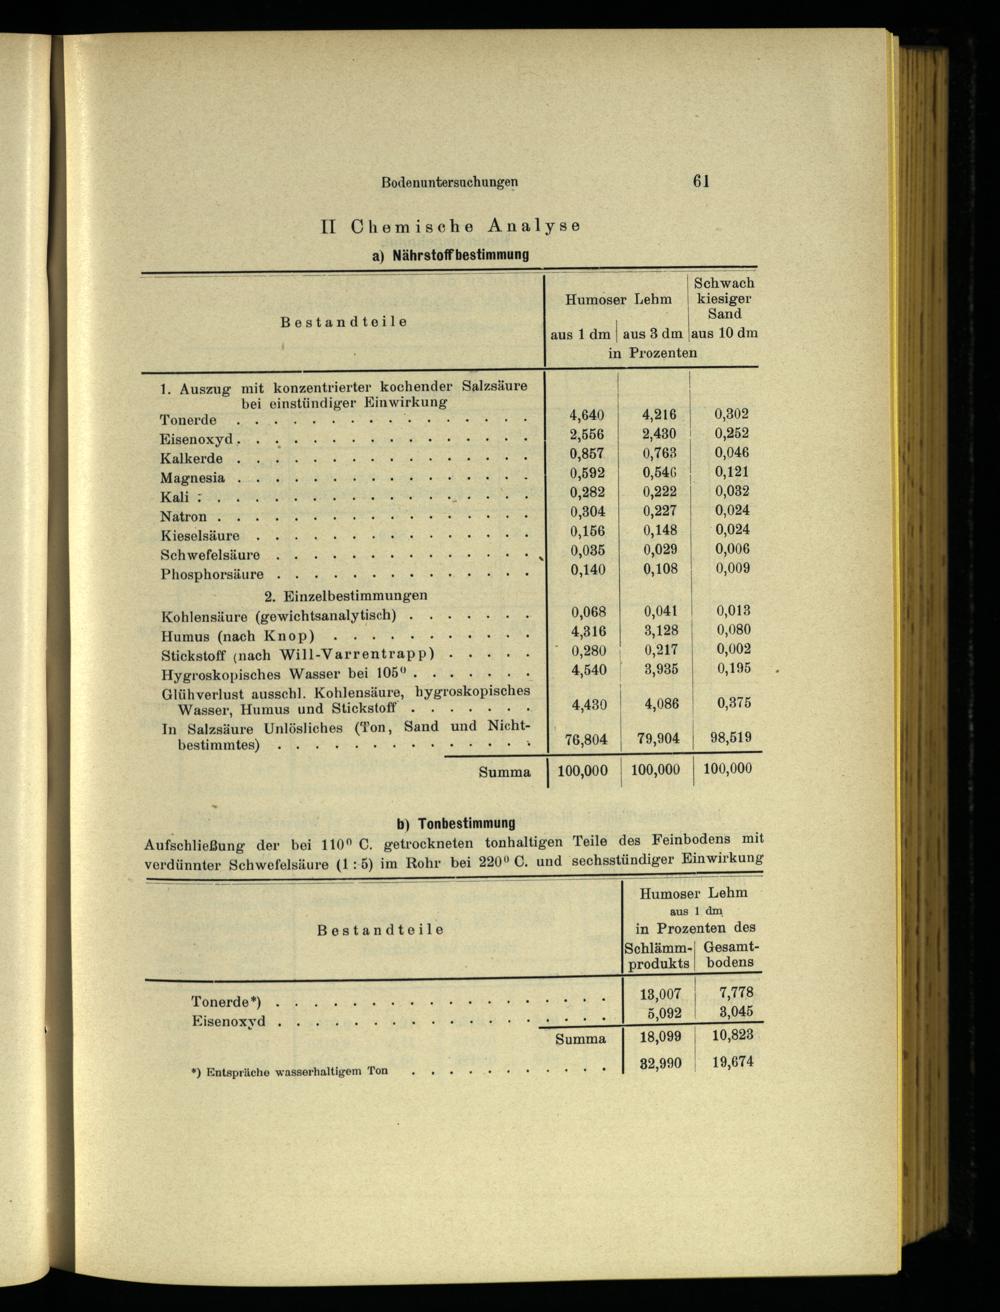 Bodenuntersuchungen 61
II Chemische Analyse
a) Nährstoffbestimmung
Bestandteile
Humoser Lehm
Schwach kiesiger Sand
aus 1 dm aus 3 dm aus 10 dm
in Prozenten
1. Auszug mit konzentrierter kochender Salzsäure
bei einstündiger Einwirkung
Tonerde . . . . 4,640 4,216 0,302
Eisenoxyd . . . . 2,556 2,430 0,252
Kalkerde . . . . 0,857 0,763 0,046
Magnesia . . . . 0,592 0,546 0,121
Kali . . . . 0,282 0,222 0,032
Natron . . . . 0,304 0,227 0,024
Kieselsäure . . . . 0,156 0,148 0,024
Schwefelsäure . . . . 0,035 0,029 0,006
Phosphorsäure . . . . 0,140 0,108 0,009
2. Einzelbestimmungen
Kohlensäure (gewichtsanalytisch) . . . . 0,068 0,041 0,013
Humus (nach Knop) . . . . 4,316 3,128 0,080
Stickstoff (nach Will-Varrentrapp) . . . . 0,280 0,217 0,002
Hygroskopisches Wasser bei 105⁰ . . . . 4,540 3,935 0,195
Glühverlust ausschl. Kohlensäure, hygroskopisches
Wasser, Humus und Stickstoff . . . . 4,430 4,086 0,375
In Salzsäure Unlösliches (Ton, Sand und Nicht-
bestimmtes) . . . . 76,804 79,904 98,519
Summa 100,000 100,000 100,000
b) Tonbestimmung
Aufschließung der bei 110⁰ C. getrockneten tonhaltigen Teile des Feinbodens mit
verdünnter Schwefelsäure (1 : 5) im Rohr bei 220⁰ C. und sechsstündiger Einwirkung
Bestandteile
Humoser Lehm
aus 1 dm
in Prozenten des
Schlämm- Gesamt-
produkts bodens
Tonerde*) . . . . 13,007 7,778
Eisenoxyd . . . . 5,092 3,045
Summa 18,099 10,823
*) Entspräche wasserhaltigem Ton . . . . 32,990 19,674